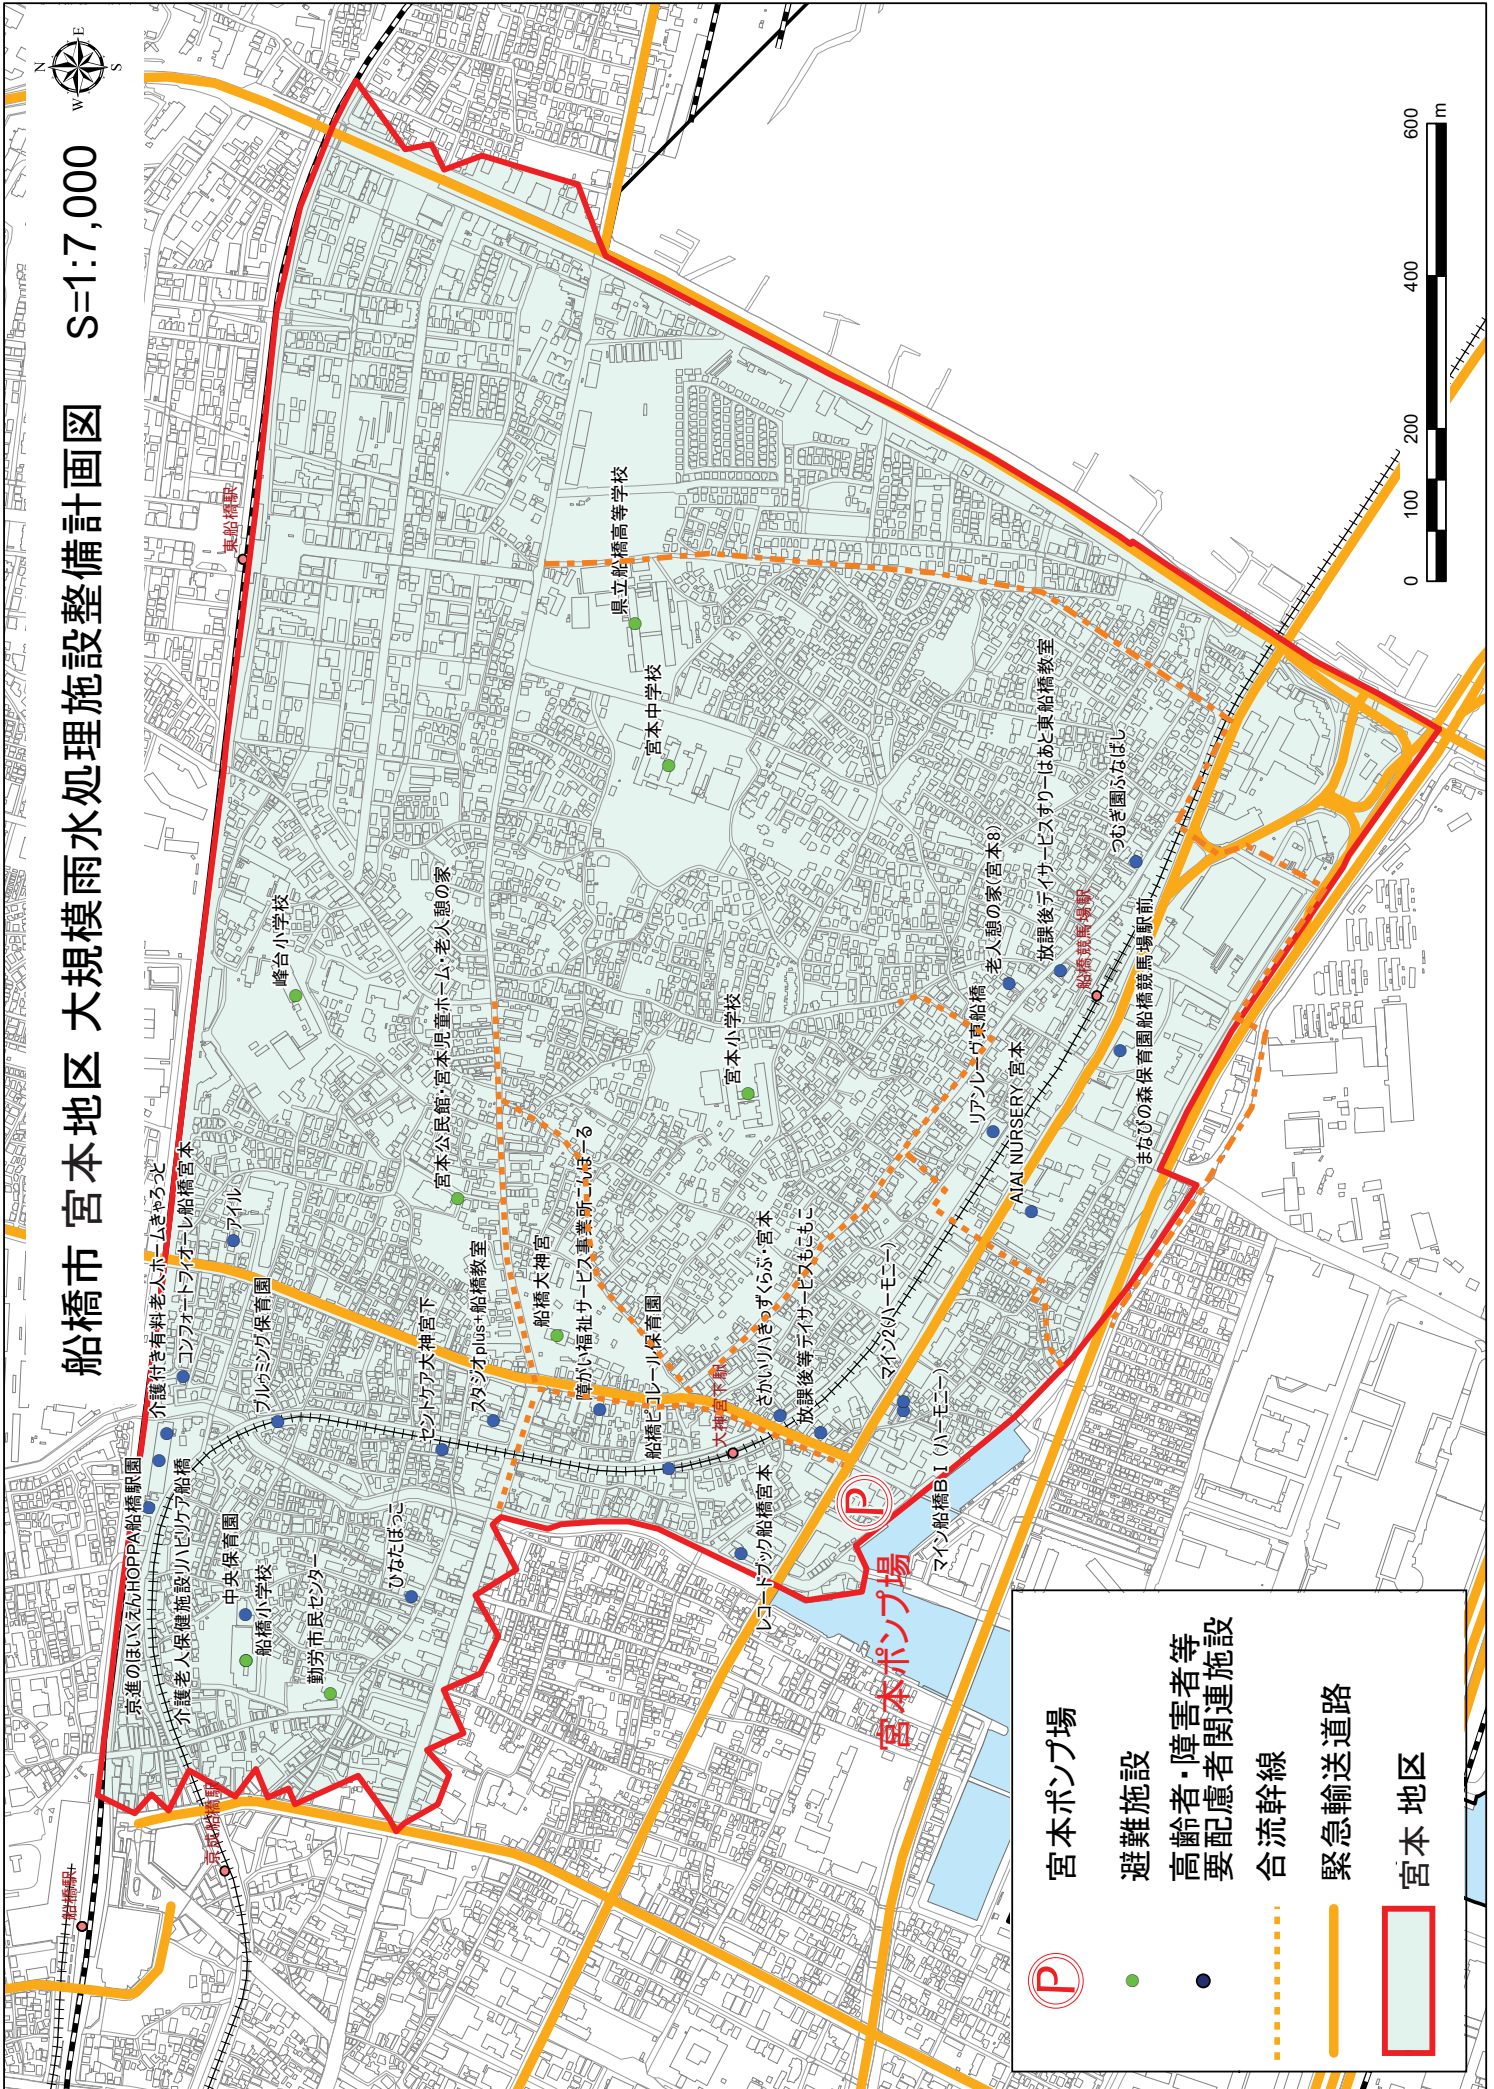 船橋市 宮本地区 大規模雨水処理施設整備計画図 S=1:7,000
N
E
S
W
船橋駅
京成船橋駅
東船橋駅
京進のほいくえんHOPPA船橋駅園
介護付き有料老人ホームきゃろっと
コンフォートフィオーレ船橋宮本
介護老人保健施設リハビリケア船橋
アイル
ブルーミング保育園
中央保育園
船橋小学校
勤労市民センター
峰台小学校
ひなたぼっこ
セントケア大神宮下
宮本公民館・宮本児童ホーム・老人憩の家
スタジオplus+船橋教室
船橋大神宮
障がい福祉サービス事業所こんぱーる
船橋ピコレール保育園
県立船橋高等学校
宮本中学校
大神宮下駅
宮本小学校
レコードブック船橋宮本
さかいリハきっずくらぶ・宮本
放課後等デイサービスもこもこ
マイン2(ハーモニー)
マイン船橋BⅠ(ハーモニー)
リアンレーヴ東船橋
老人憩の家(宮本8)
AIAI NURSERY 宮本
放課後デイサービスすりーはあと東船橋教室
船橋競馬場駅
つむぎ園ふなばし
まなびの森保育園船橋競馬場駅前
P
宮本ポンプ場
P
宮本ポンプ場
避難施設
高齢者・障害者等
要配慮者関連施設
合流幹線
緊急輸送道路
宮本 地区
0
100
200
400
600
m